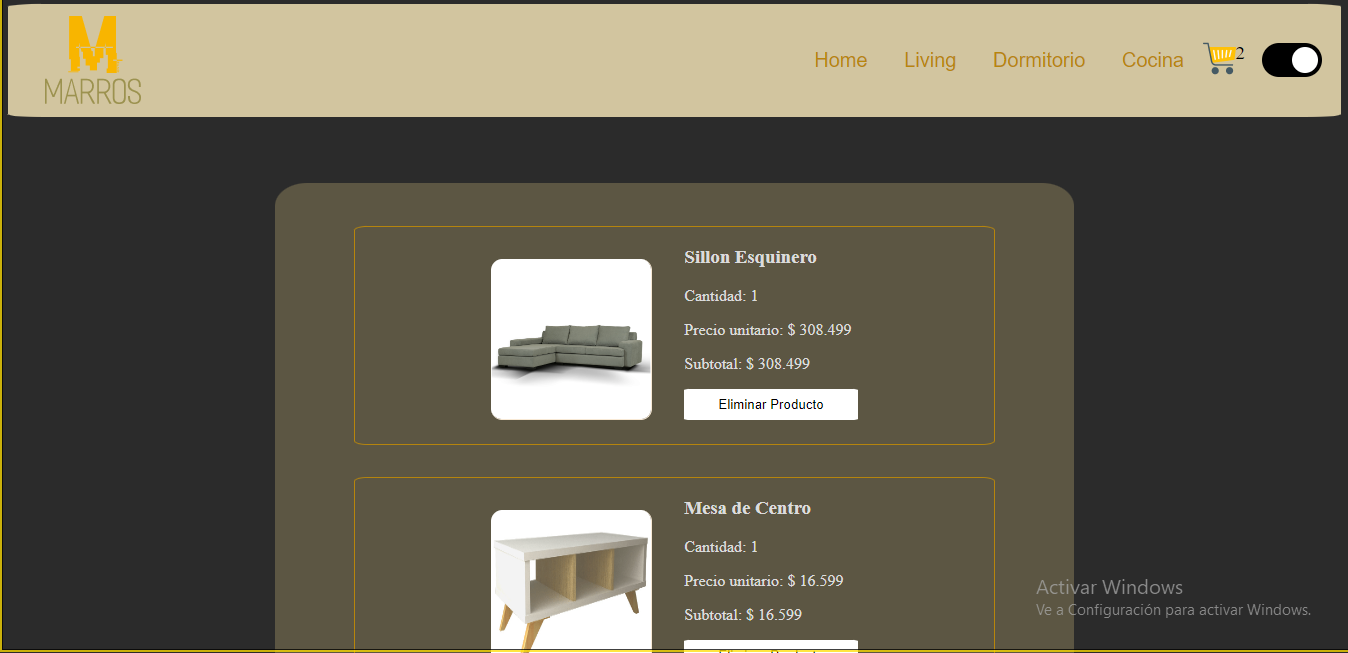 M
MARROS
Home Living Dormitorio Cocina 2
Sillon Esquinero
Cantidad: 1
Precio unitario: $ 308.499
Subtotal: $ 308.499
Eliminar Producto
Mesa de Centro
Cantidad: 1
Precio unitario: $ 16.599
Subtotal: $ 16.599
Eliminar Producto
Activar Windows
Ve a Configuración para activar Windows.